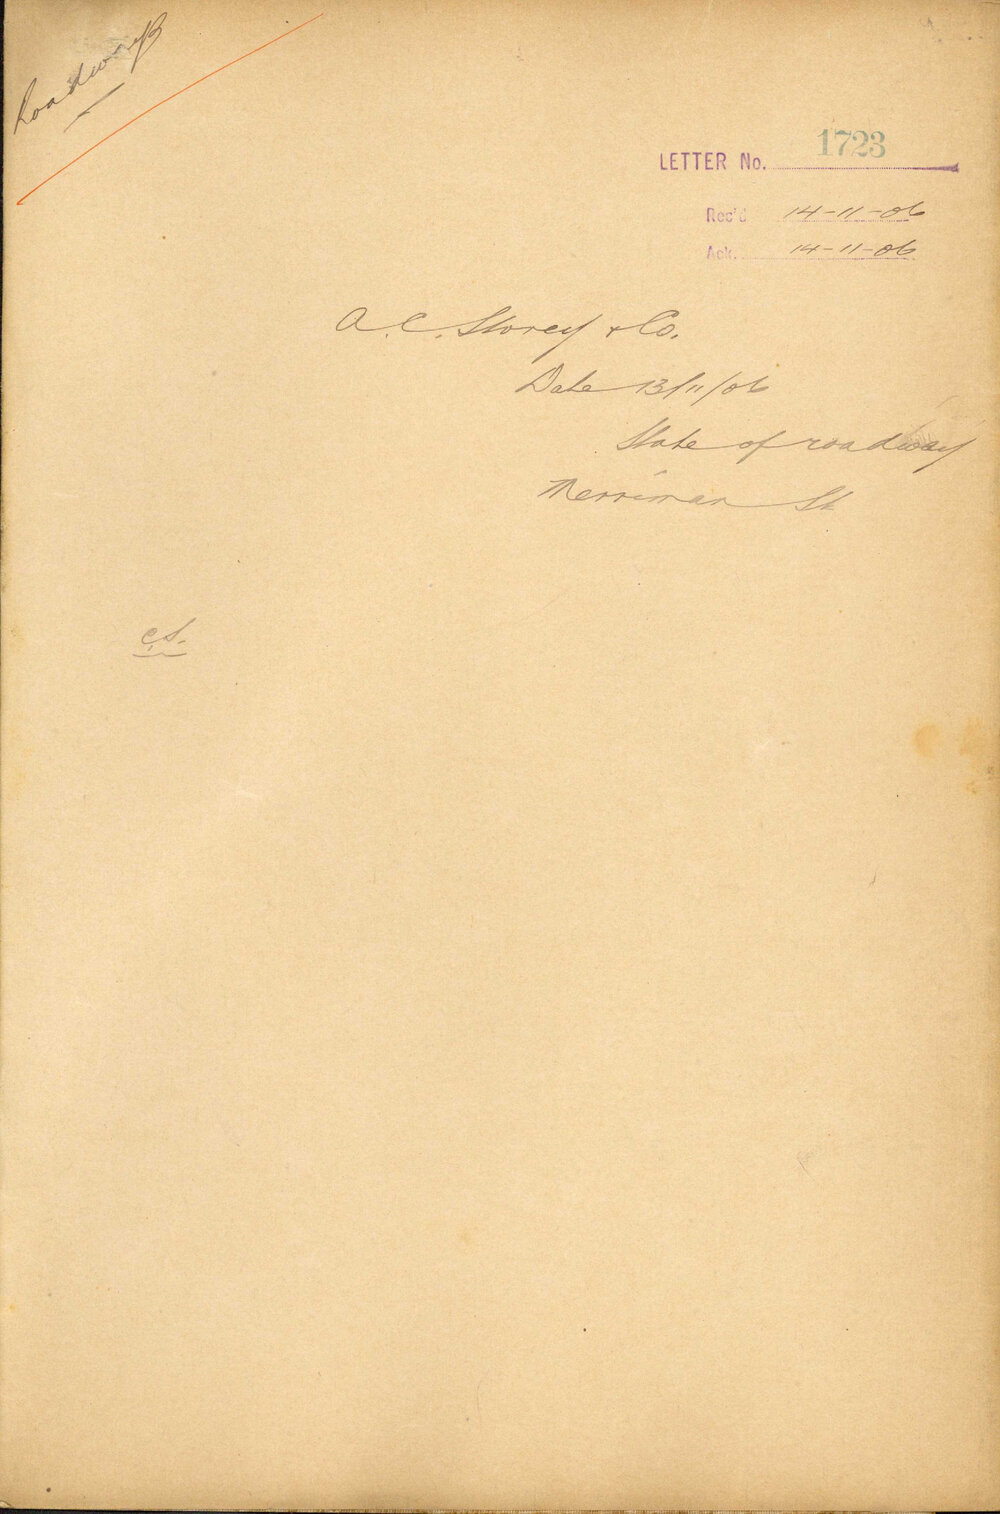 Roadways
LETTER No. 1723
Rec'd 14-11-06
Ack. 14-11-06
A.C. Storey & Co.
Date 13/11/06
State of roadway
Merriman St